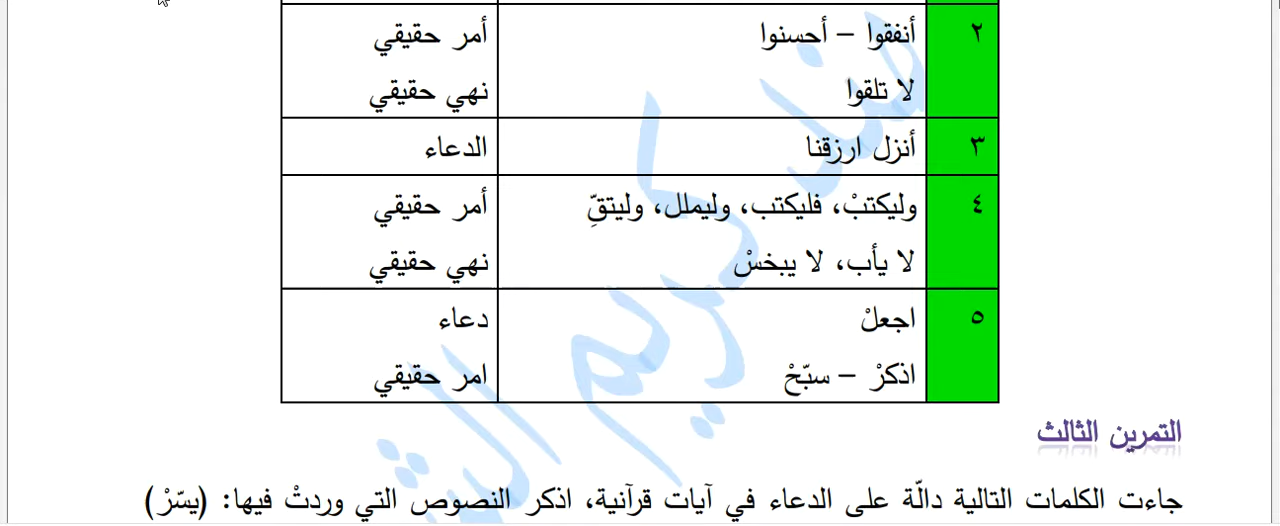 ٢ أنفقوا – أحسنوا أمر حقيقي
لا تلقوا نهي حقيقي
٣ أنزل ارزقنا الدعاء
٤ وليكتبْ، فليكتب، وليملل، وليتقِّ أمر حقيقي
لا يأب، لا يبخسْ نهي حقيقي
٥ اجعلْ دعاء
اذكرْ – سبّحْ امر حقيقي
التمرين الثالث
جاءت الكلمات التالية دالّة على الدعاء في آيات قرآنية، اذكر النصوص التي وردتْ فيها: (يسّرْ)